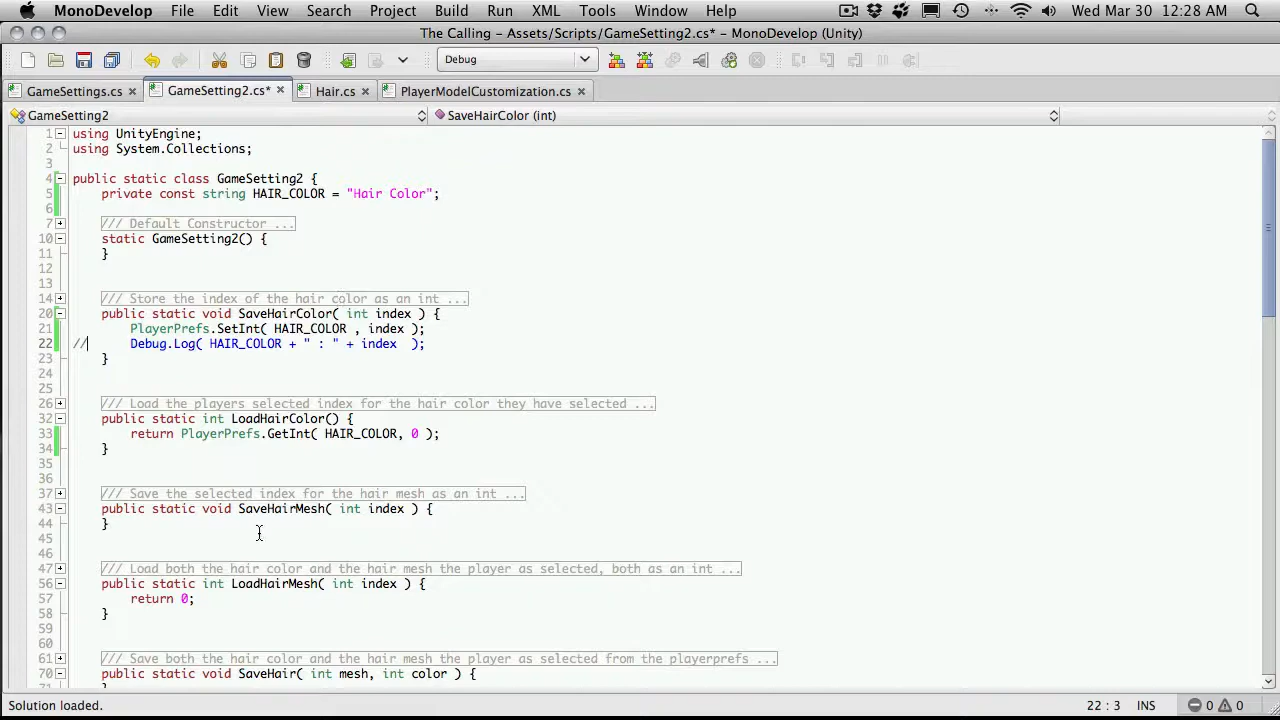 MonoDevelop File Edit View Search Project Build Run XML Tools Window Help Wed Mar 30 12:28 AM
The Calling – Assets/Scripts/GameSetting2.cs* – MonoDevelop (Unity)
Debug
GameSettings.cs GameSetting2.cs* Hair.cs PlayerModelCustomization.cs
GameSetting2 SaveHairColor (int)
1 using UnityEngine;
2 using System.Collections;
3
4 public static class GameSetting2 {
5 private const string HAIR_COLOR = "Hair Color";
6
7 /// Default Constructor ...
10 static GameSetting2() {
11 }
12
13
14 /// Store the index of the hair color as an int ...
20 public static void SaveHairColor( int index ) {
21 PlayerPrefs.SetInt( HAIR_COLOR , index );
22 // Debug.Log( HAIR_COLOR + " : " + index );
23 }
24
25
26 /// Load the players selected index for the hair color they have selected ...
32 public static int LoadHairColor() {
33 return PlayerPrefs.GetInt( HAIR_COLOR, 0 );
34 }
35
36
37 /// Save the selected index for the hair mesh as an int ...
43 public static void SaveHairMesh( int index ) {
44 }
45
46
47 /// Load both the hair color and the hair mesh the player as selected, both as an int ...
56 public static int LoadHairMesh( int index ) {
57 return 0;
58 }
59
60
61 /// Save both the hair color and the hair mesh the player as selected from the playerprefs ...
70 public static void SaveHair( int mesh, int color ) {
71 }
Solution loaded. 22 : 3 INS 0 0